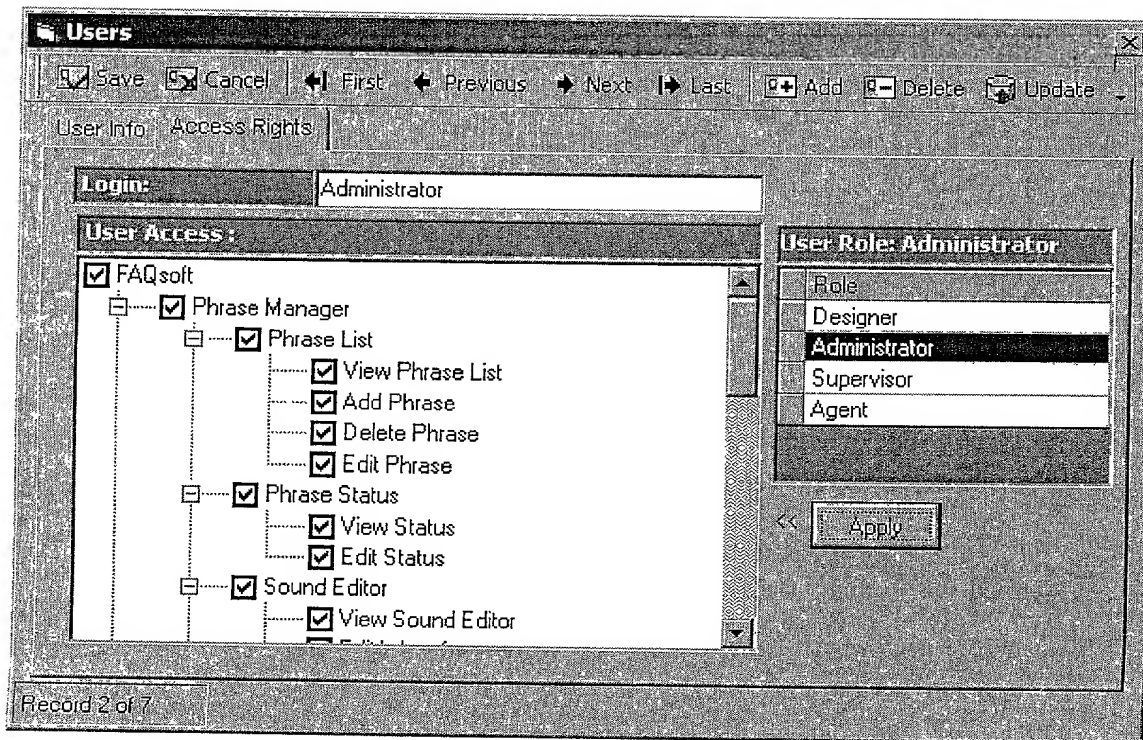 Users
Save Cancel First Previous Next Last Add Delete Update
User Info Access Rights
Login: Administrator
User Access :
FAQsoft
Phrase Manager
Phrase List
View Phrase List
Add Phrase
Delete Phrase
Edit Phrase
Phrase Status
View Status
Edit Status
Sound Editor
View Sound Editor
User Role: Administrator
Role
Designer
Administrator
Supervisor
Agent
<< Apply
Record 2 of 7